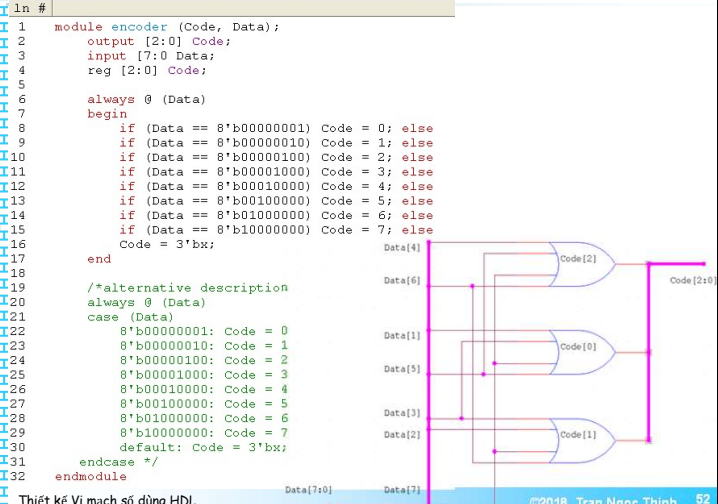 ln #
1 module encoder (Code, Data);
2 output [2:0] Code;
3 input [7:0 Data;
4 reg [2:0] Code;
5
6 always @ (Data)
7 begin
8 if (Data == 8'b00000001) Code = 0; else
9 if (Data == 8'b00000010) Code = 1; else
10 if (Data == 8'b00000100) Code = 2; else
11 if (Data == 8'b00001000) Code = 3; else
12 if (Data == 8'b00010000) Code = 4; else
13 if (Data == 8'b00100000) Code = 5; else
14 if (Data == 8'b01000000) Code = 6; else
15 if (Data == 8'b10000000) Code = 7; else
16 Code = 3'bx;
17 end
18
19 /*alternative description
20 always @ (Data)
21 case (Data)
22 8'b00000001: Code = 0
23 8'b00000010: Code = 1
24 8'b00000100: Code = 2
25 8'b00001000: Code = 3
26 8'b00010000: Code = 4
27 8'b00100000: Code = 5
28 8'b01000000: Code = 6
29 8'b10000000: Code = 7
30 default: Code = 3'bx;
31 endcase */
32 endmodule
Data[4]
Code[2]
Data[6]
Code[2:0]
Data[1]
Code[0]
Data[5]
Data[3]
Data[2]
Code[1]
Data[7:0]
Data[7]
Thiết kế Vi mạch số dùng HDL
©2018, Tran Ngoc Thinh 52